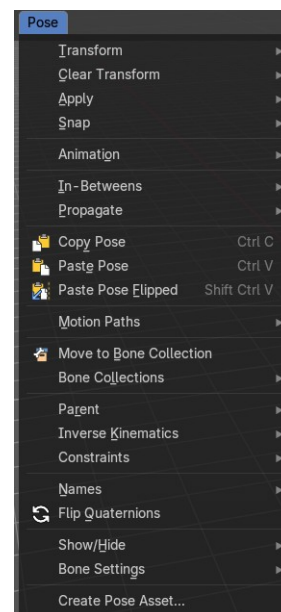 Pose
Transform
Clear Transform
Apply
Snap
Animation
In-Betweens
Propagate
Copy Pose Ctrl C
Paste Pose Ctrl V
Paste Pose Flipped Shift Ctrl V
Motion Paths
Move to Bone Collection
Bone Collections
Parent
Inverse Kinematics
Constraints
Names
Flip Quaternions
Show/Hide
Bone Settings
Create Pose Asset...